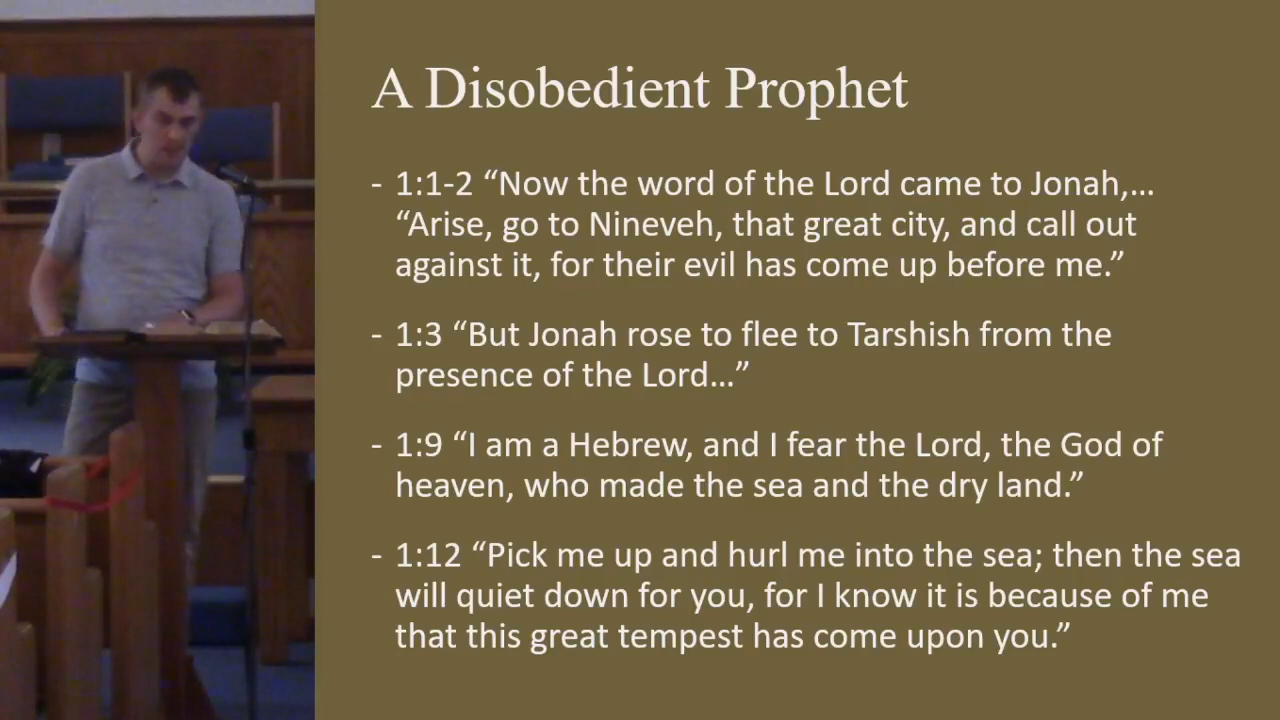 A Disobedient Prophet
- 1:1-2 “Now the word of the Lord came to Jonah,...
“Arise, go to Nineveh, that great city, and call out
against it, for their evil has come up before me.”
- 1:3 “But Jonah rose to flee to Tarshish from the
presence of the Lord...”
- 1:9 “I am a Hebrew, and I fear the Lord, the God of
heaven, who made the sea and the dry land.”
- 1:12 “Pick me up and hurl me into the sea; then the sea
will quiet down for you, for I know it is because of me
that this great tempest has come upon you.”